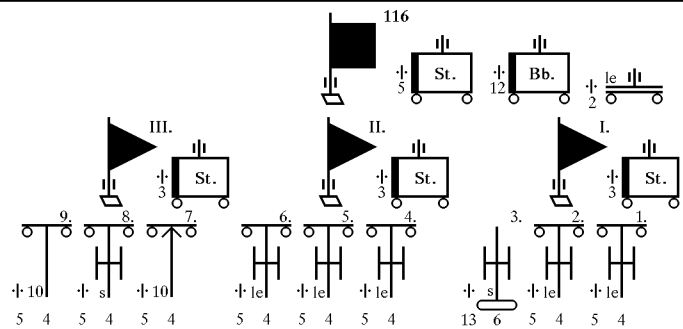 116
St.
5
Bb.
12
le
2
III.
St.
3
II.
St.
3
I.
St.
3
9. 8. 7. 6. 5. 4. 3. 2. 1.
10 s 10 le le le s le le
5 4 5 4 5 4 5 4 5 4 5 4 13 6 5 4 5 4